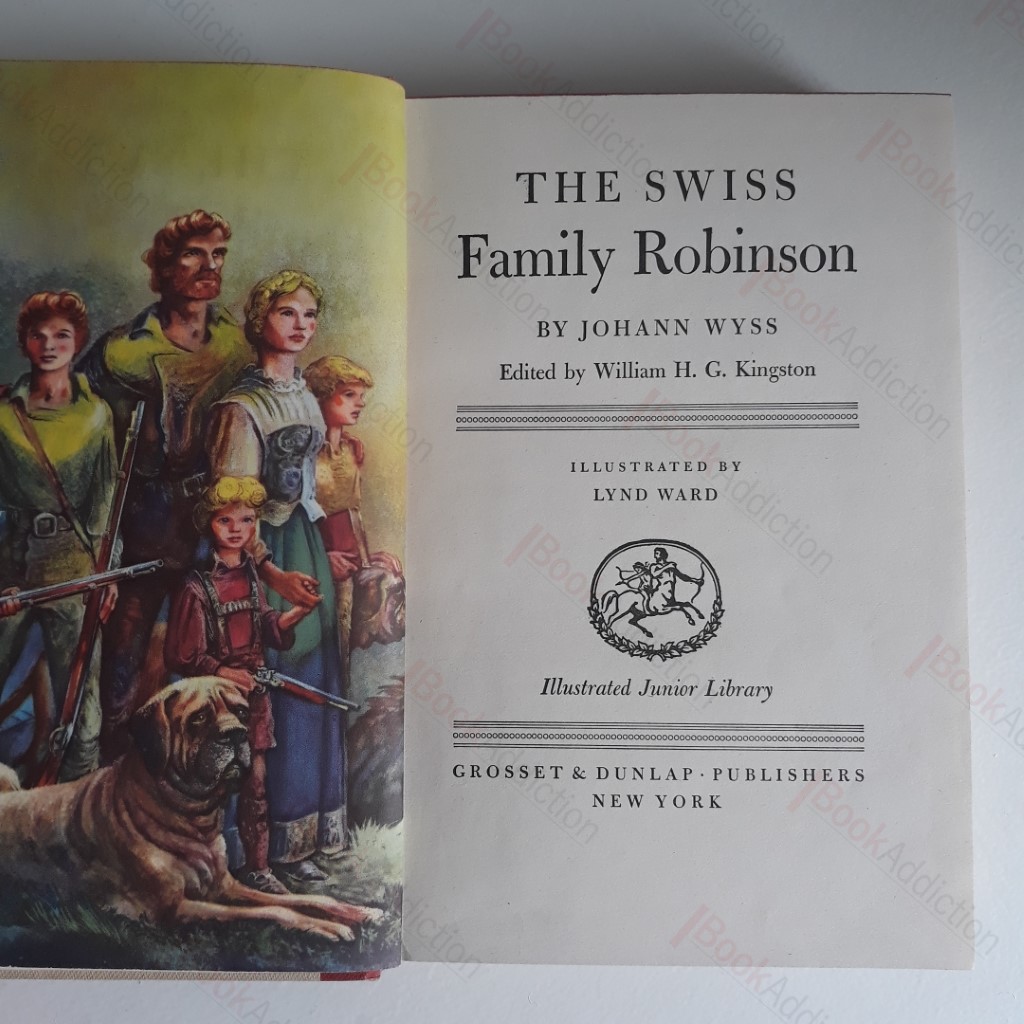 THE SWISS
Family Robinson
BY JOHANN WYSS
Edited by William H. G. Kingston
ILLUSTRATED BY
LYND WARD
Illustrated Junior Library
GROSSET & DUNLAP · PUBLISHERS
NEW YORK
BookAddiction